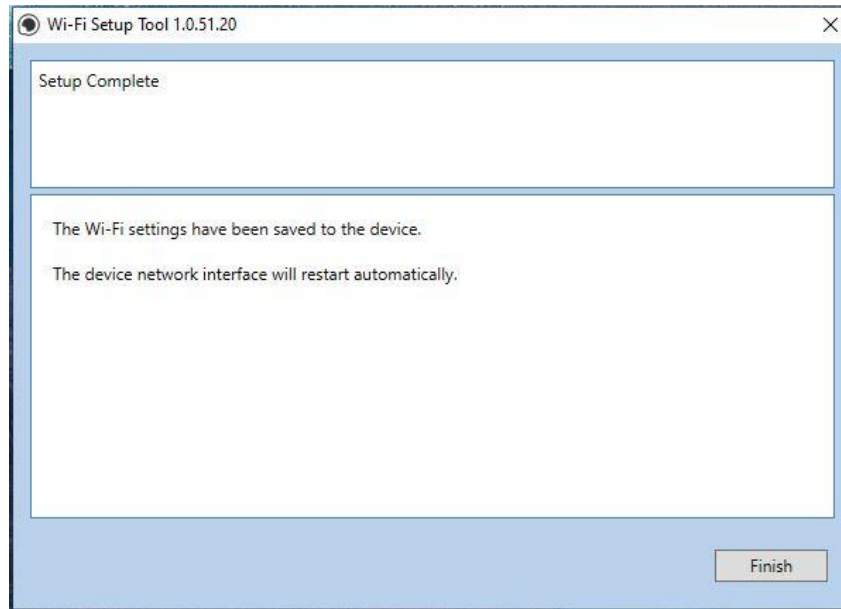 Wi-Fi Setup Tool 1.0.51.20
Setup Complete
The Wi-Fi settings have been saved to the device.
The device network interface will restart automatically.
Finish